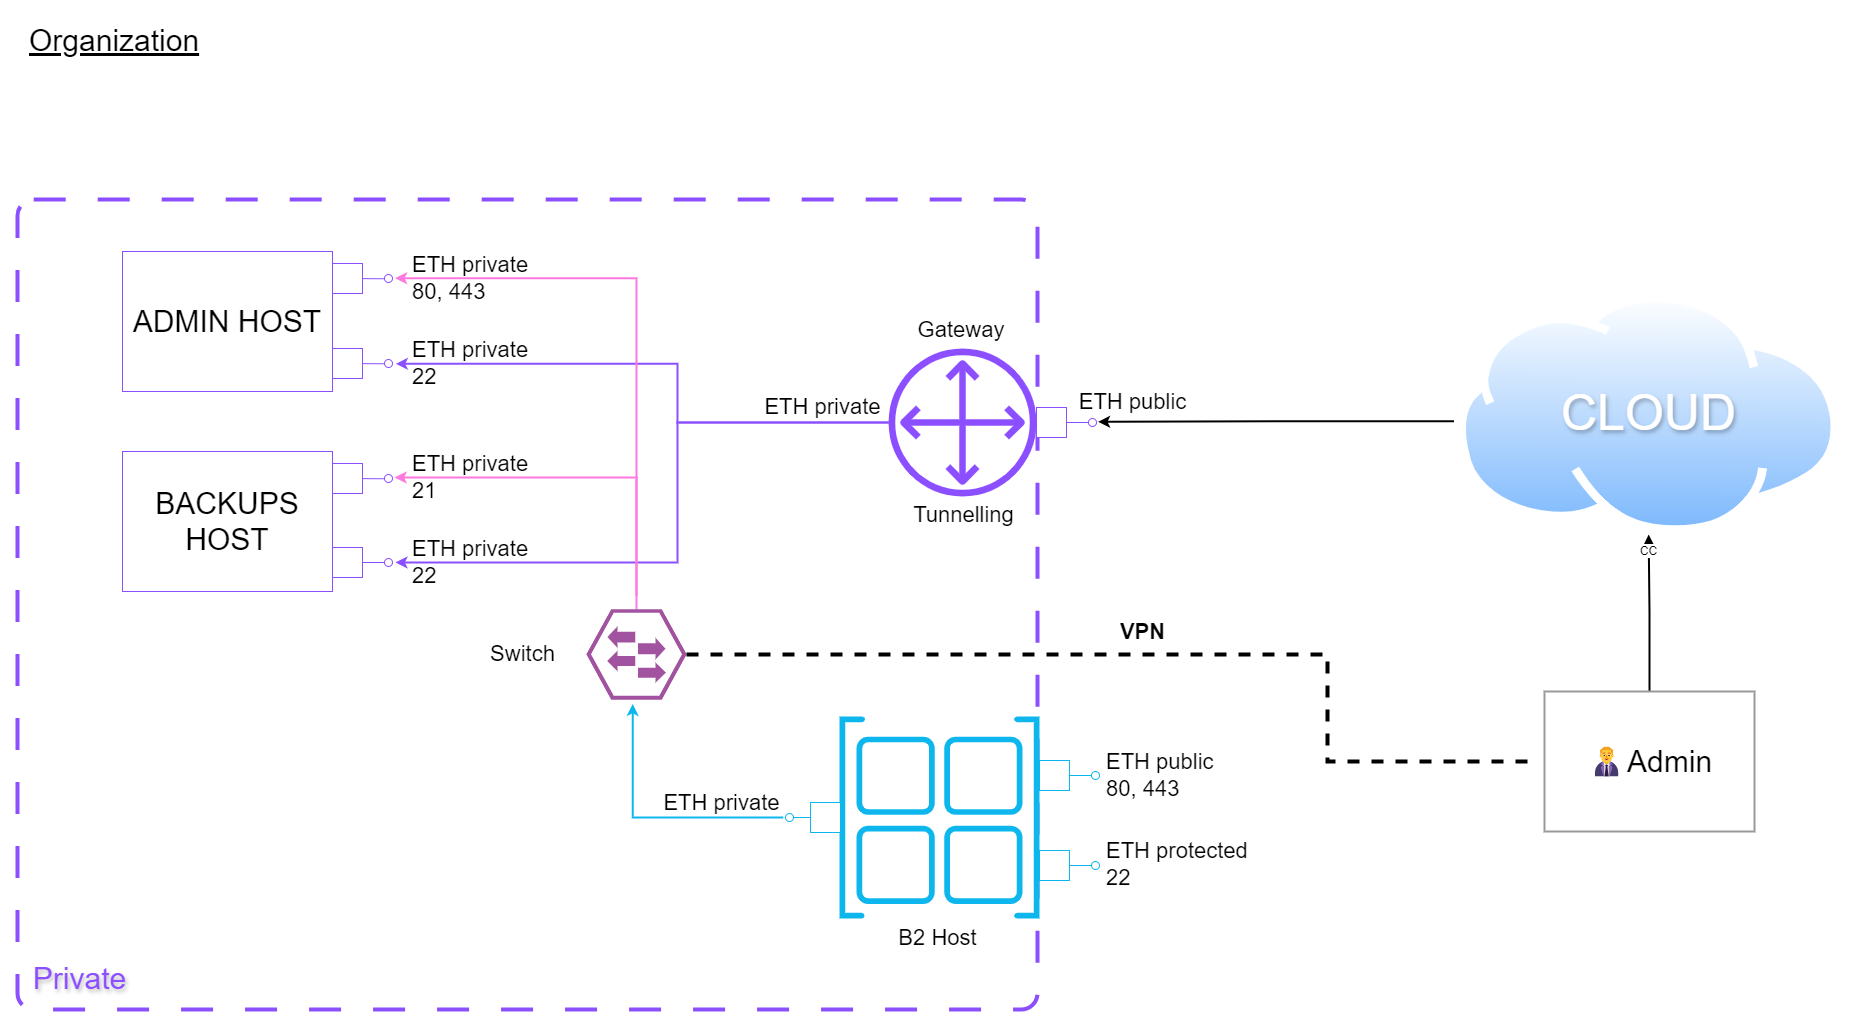 Organization
ETH private
80, 443
ADMIN HOST
ETH private
22
ETH private
21
BACKUPS
HOST
ETH private
22
Gateway
ETH private
Tunnelling
ETH public
CLOUD
CC
Switch
VPN
Admin
ETH private
ETH public
80, 443
ETH protected
22
B2 Host
Private